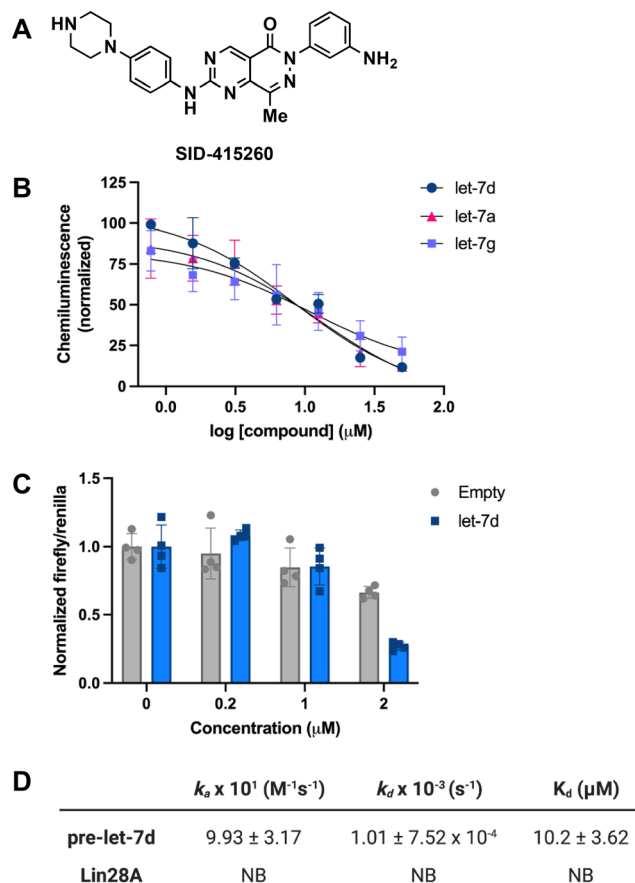 A
HN
N
N
H
N
N
O
N
N
NH2
Me
SID-415260
B
Chemiluminescence
(normalized)
125
100
75
50
25
0
0.0 0.5 1.0 1.5 2.0
log [compound] (μM)
let-7d
let-7a
let-7g
C
Normalized firefly/renilla
1.5
1.0
0.5
0.0
0 0.2 1 2
Concentration (μM)
Empty
let-7d
D
ka x 10¹ (M⁻¹s⁻¹) kd x 10⁻³ (s⁻¹) Kd (μM)
pre-let-7d 9.93 ± 3.17 1.01 ± 7.52 x 10⁻⁴ 10.2 ± 3.62
Lin28A NB NB NB